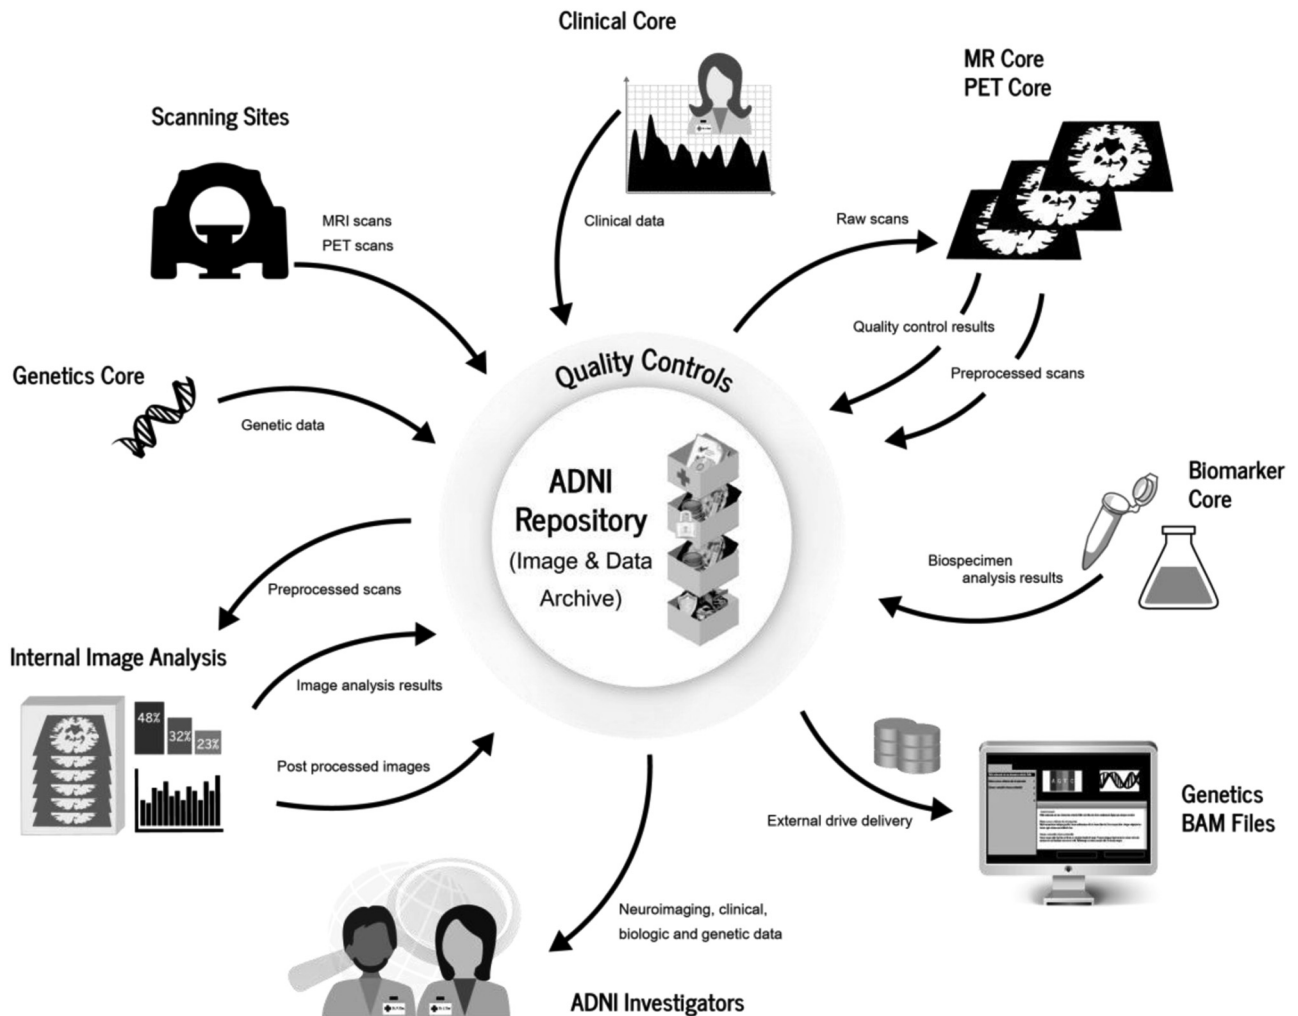 Clinical Core
MR Core
PET Core
Scanning Sites
MRI scans
PET scans
Clinical data
Raw scans
Quality control results
Preprocessed scans
Genetics Core
Genetic data
Quality Controls
ADNI
Repository
(Image & Data
Archive)
Biomarker
Core
Biospecimen
analysis results
Preprocessed scans
Internal Image Analysis
Image analysis results
48%
32%
23%
Post processed images
External drive delivery
Genetics
BAM Files
Neuroimaging, clinical,
biologic and genetic data
ADNI Investigators